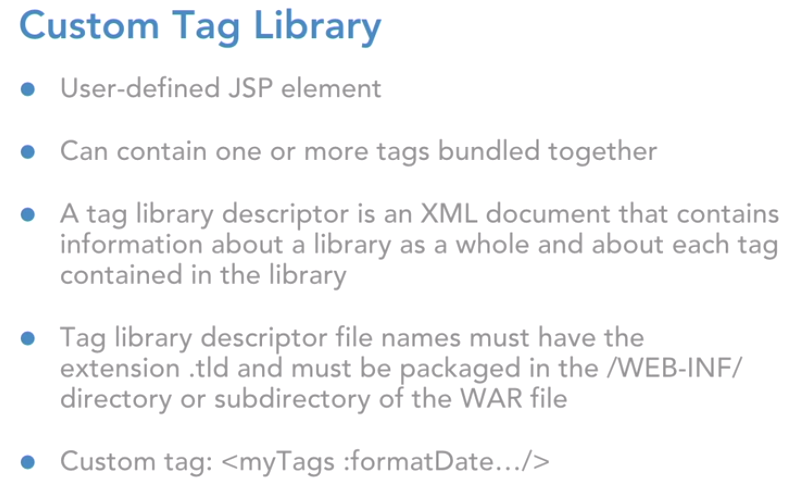 Custom Tag Library
● User-defined JSP element
● Can contain one or more tags bundled together
● A tag library descriptor is an XML document that contains
information about a library as a whole and about each tag
contained in the library
● Tag library descriptor file names must have the
extension .tld and must be packaged in the /WEB-INF/
directory or subdirectory of the WAR file
● Custom tag: <myTags :formatDate…/>